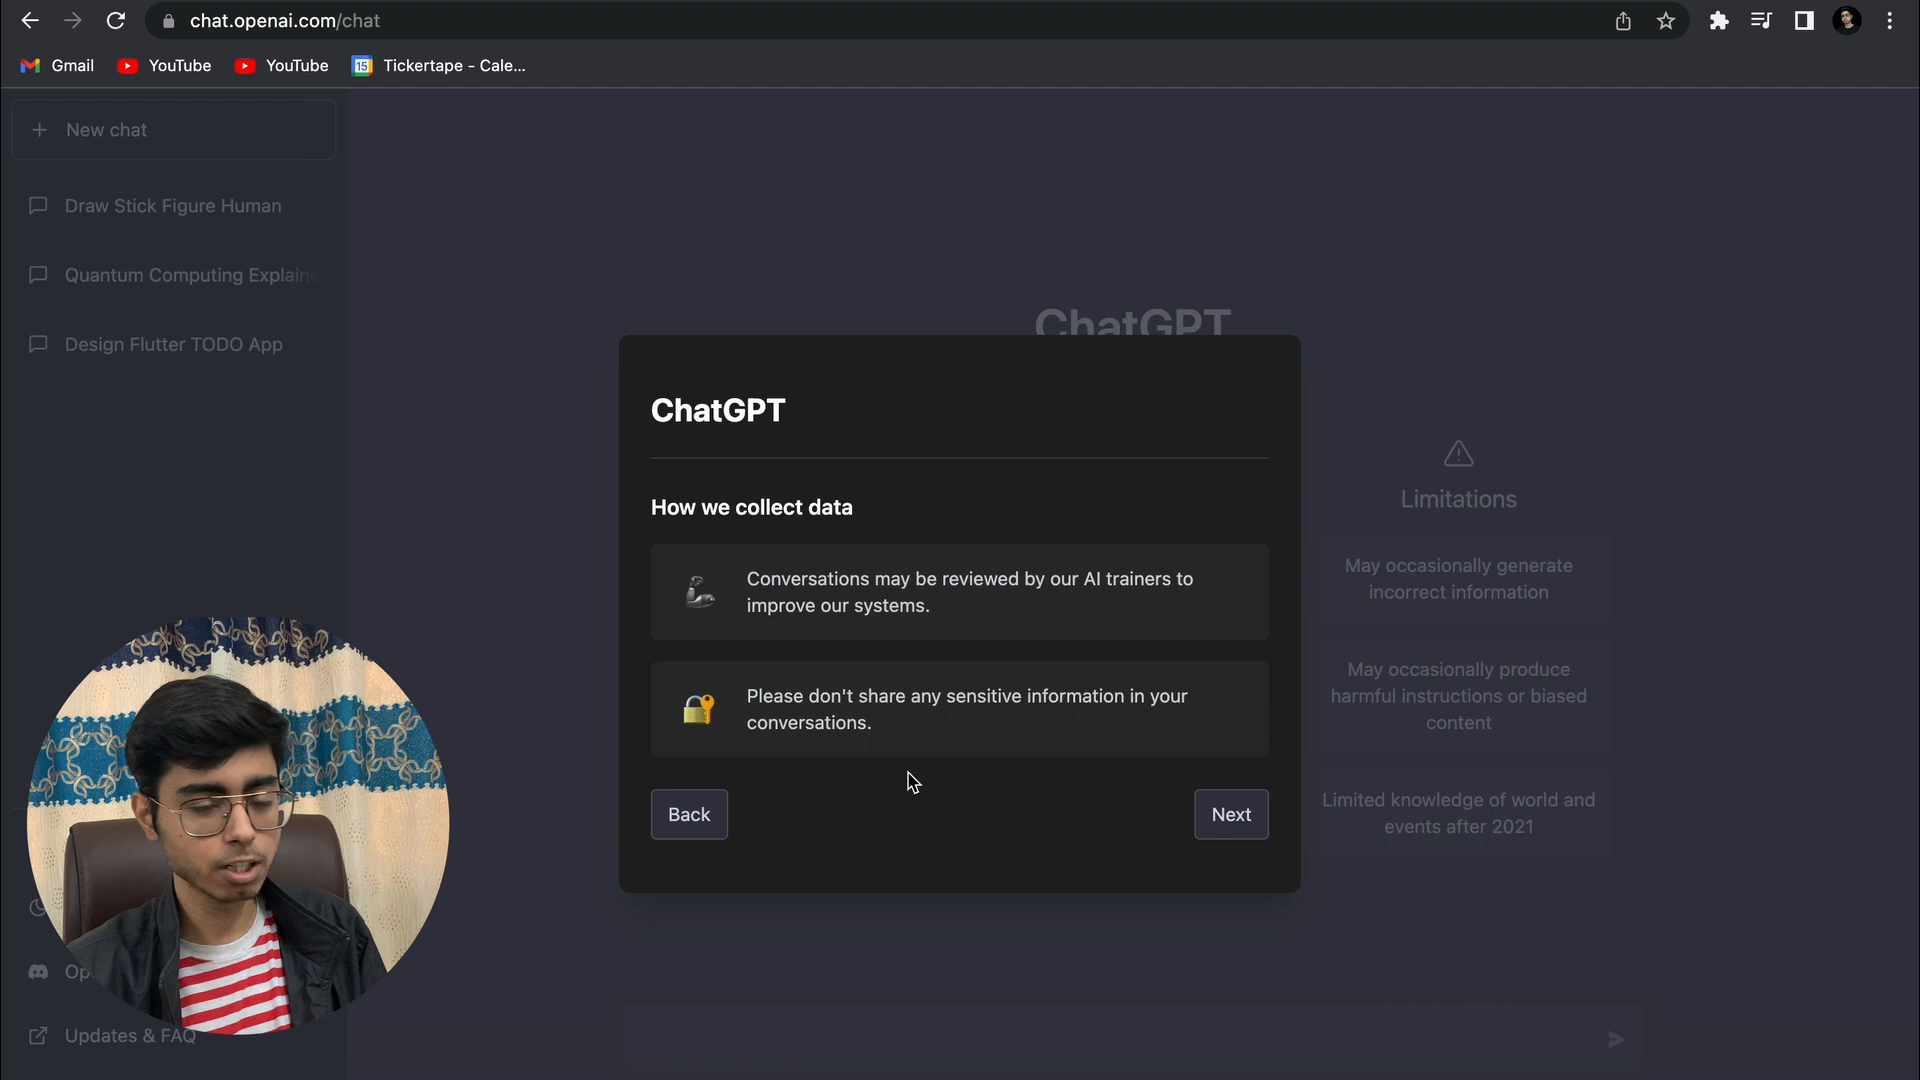 chat.openai.com/chat
Gmail
YouTube
YouTube
15
Tickertape - Cale...
New chat
Draw Stick Figure Human
Quantum Computing Explaine
Design Flutter TODO App
Updates & FAQ
ChatGPT
ChatGPT
How we collect data
Conversations may be reviewed by our AI trainers to
improve our systems.
Please don't share any sensitive information in your
conversations.
Back
Next
Limitations
May occasionally generate
incorrect information
May occasionally produce
harmful instructions or biased
content
Limited knowledge of world and
events after 2021